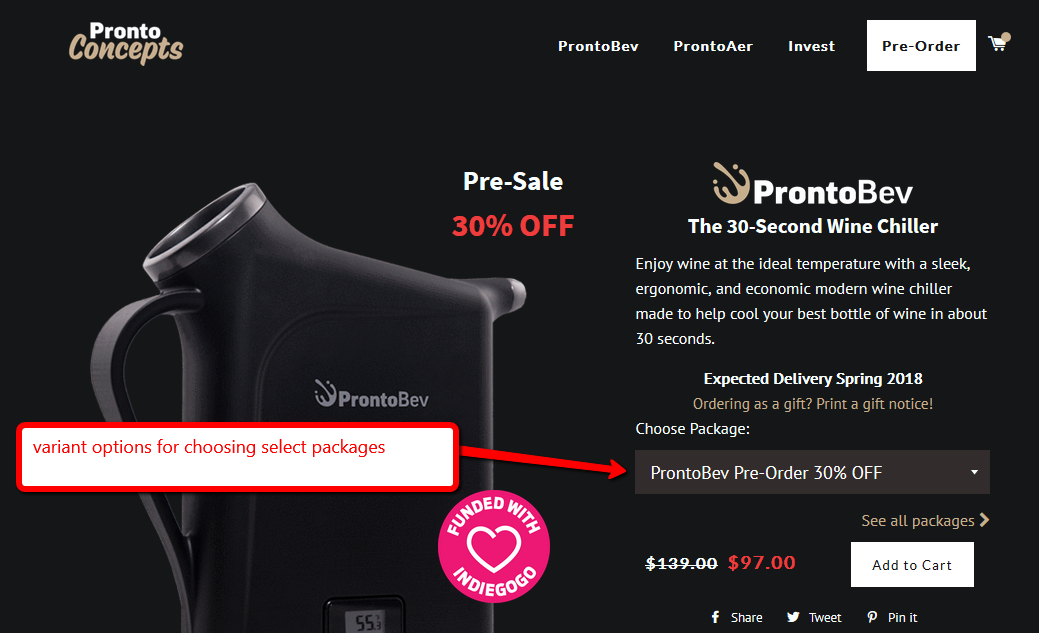 Pronto
Concepts
ProntoBev
ProntoAer
Invest
Pre-Order
Pre-Sale
30% OFF
ProntoBev
The 30-Second Wine Chiller
Enjoy wine at the ideal temperature with a sleek,
ergonomic, and economic modern wine chiller
made to help cool your best bottle of wine in about
30 seconds.
Expected Delivery Spring 2018
Ordering as a gift? Print a gift notice!
Choose Package:
ProntoBev Pre-Order 30% OFF
See all packages
$139.00 $97.00
Add to Cart
Share
Tweet
Pin it
ProntoBev
variant options for choosing select packages
FUNDED WITH
INDIEGOGO